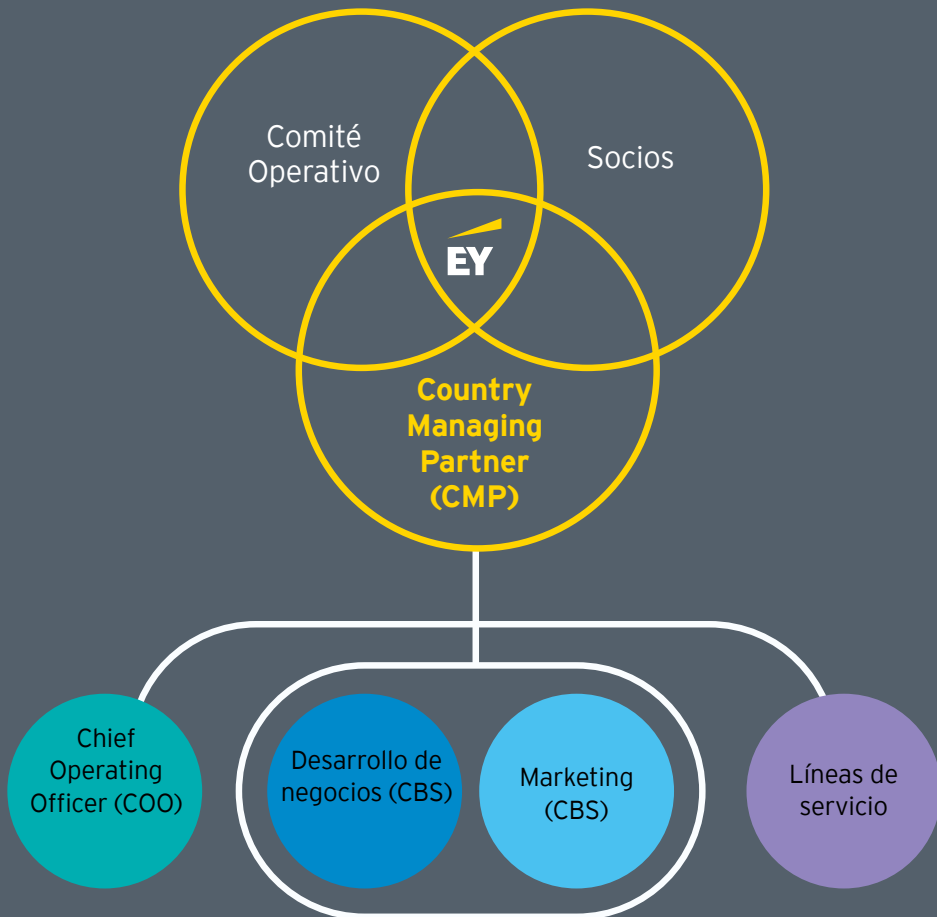 Comité
Operativo
Socios
EY
Country
Managing
Partner
(CMP)
Chief
Operating
Officer (COO)
Desarrollo de
negocios (CBS)
Marketing
(CBS)
Líneas de
servicio